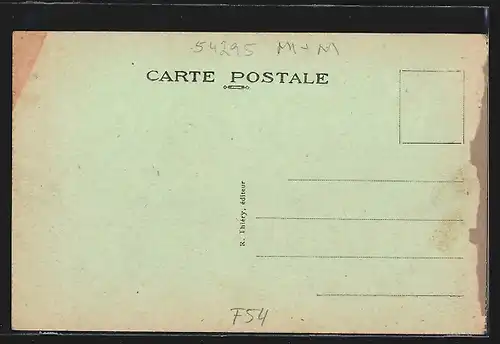 54295 M+M
CARTE POSTALE
R. Thiéry, éditeur
F54